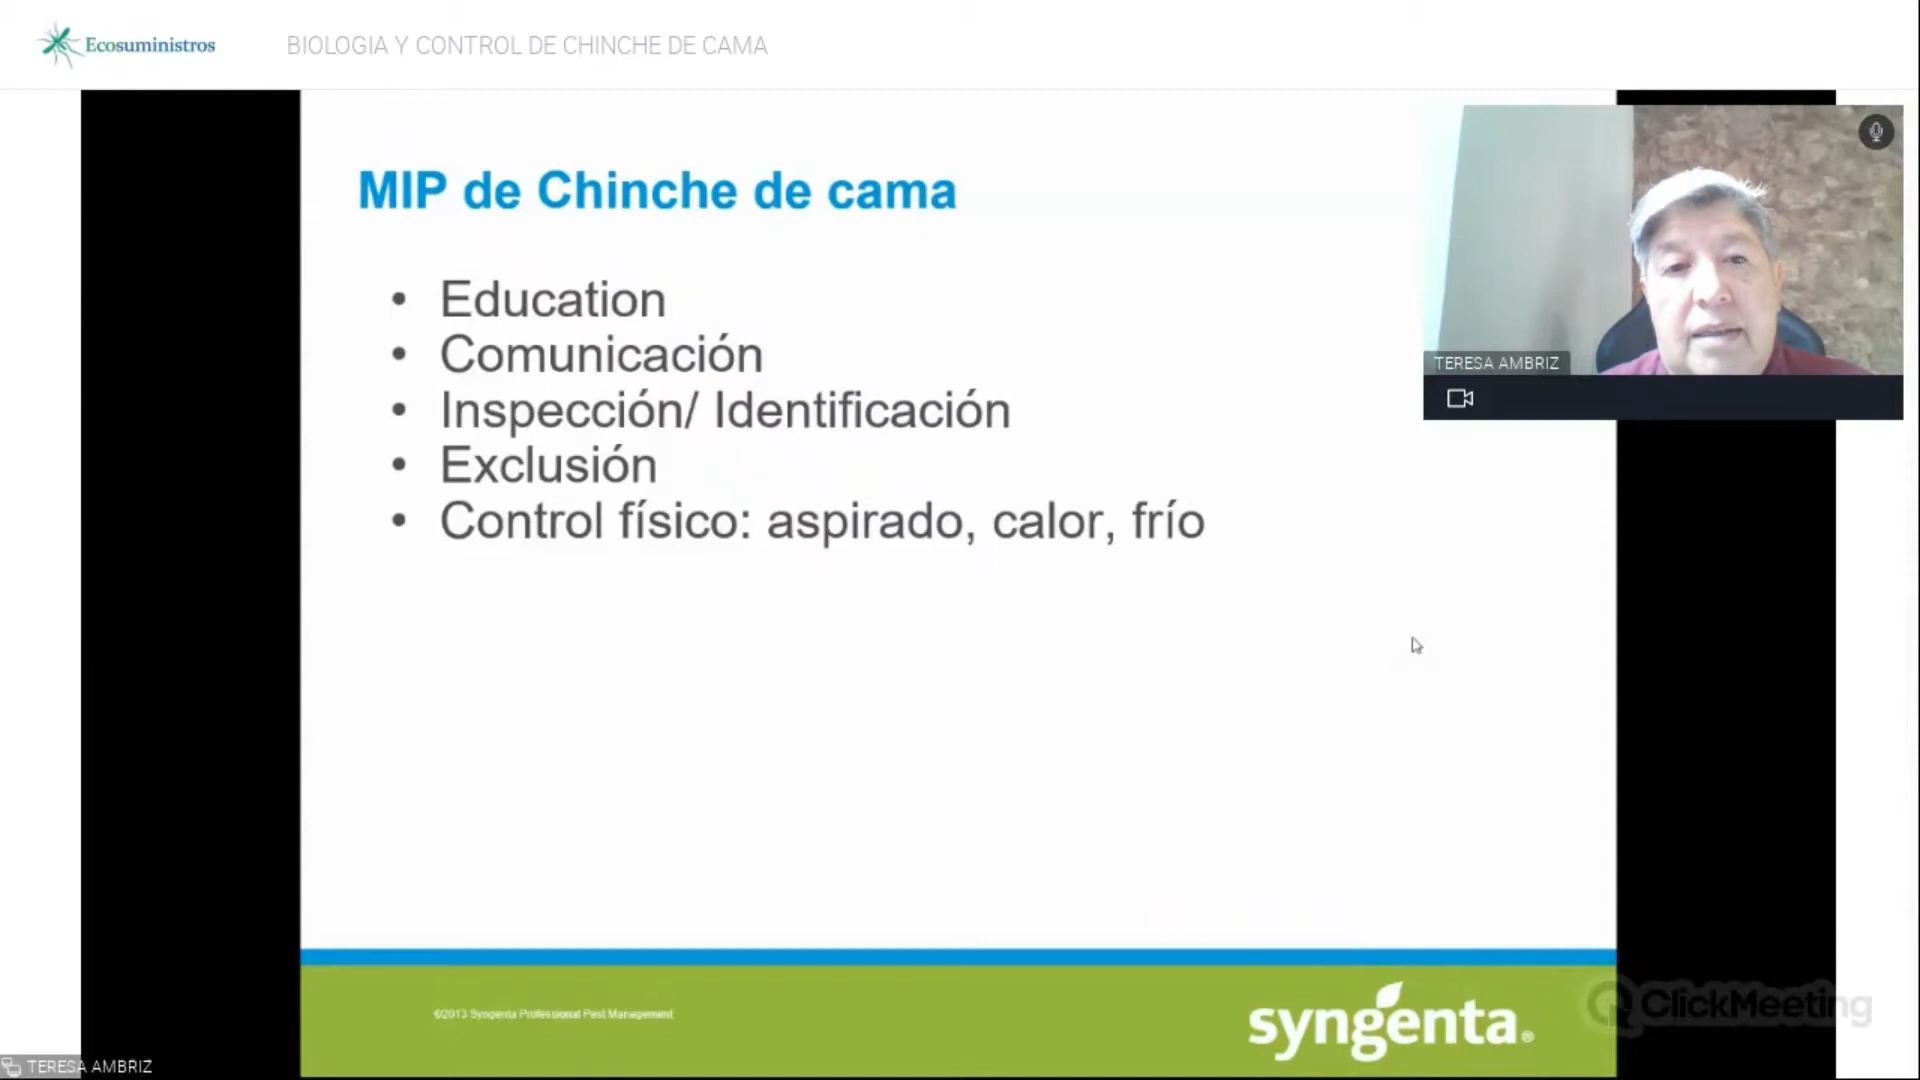 Ecosuministros
BIOLOGIA Y CONTROL DE CHINCHE DE CAMA
MIP de Chinche de cama
• Education
• Comunicación
• Inspección/ Identificación
• Exclusión
• Control físico: aspirado, calor, frío
TERESA AMBRIZ
©2013 Syngenta Professional Pest Management
syngenta®
ClickMeeting
TERESA AMBRIZ